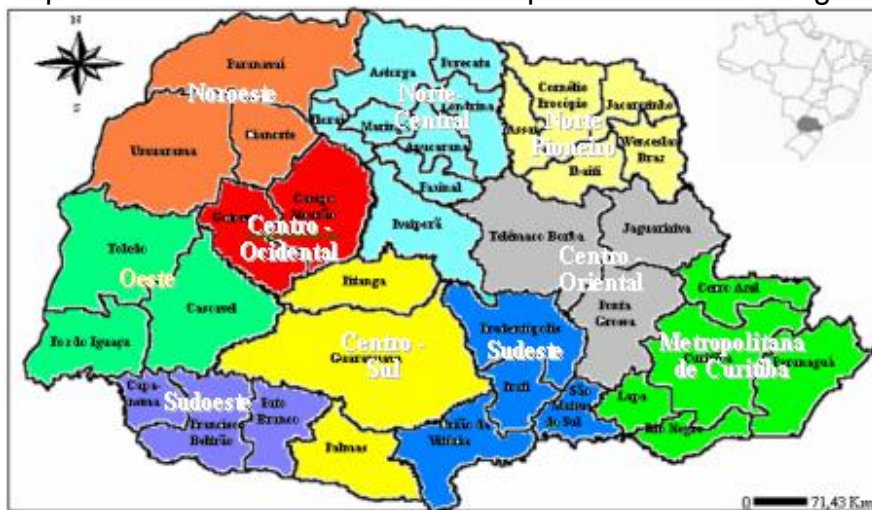 N
S
Paranavaí
Noroeste
Umuarama
Cianorte
Astorga
Porecatu
Norte
Central
Londrina
Floraí
Apucarana
Faxinal
Ivaiporã
Cornélio
Procópio
Jacarezinho
Assaí
Norte
Pioneiro
Wenceslau
Braz
Ibaiti
Goioerê
Campo
Mourão
Centro -
Ocidental
Toledo
Oeste
Cascavel
Foz do Iguaçu
Telêmaco Borba
Jaguariaíva
Centro -
Oriental
Ponta
Grossa
Pitanga
Centro -
Guarapuava
Sul
Prudentópolis
Sudeste
Irati
São
Mateus
do Sul
União da
Vitória
Cerro Azul
Metropolitana
Curitiba
de Curitiba
Paranaguá
Lapa
Rio Negro
Capa-
nema
Sudoeste
Francisco
Beltrão
Pato
Branco
Palmas
0
71,43 Km